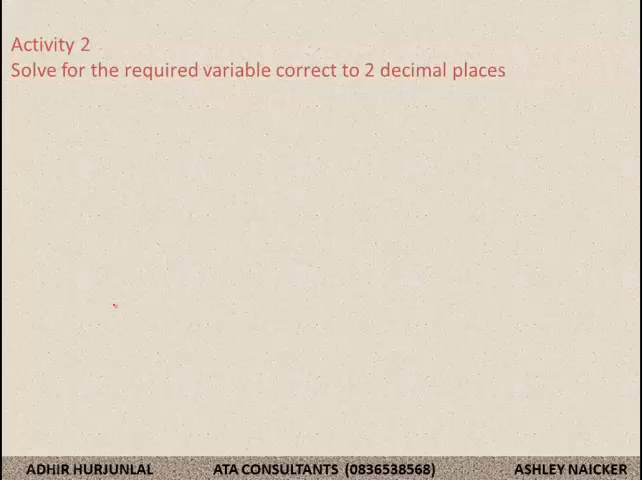 Activity 2
Solve for the required variable correct to 2 decimal places
ADHIR HURJUNLAL ATA CONSULTANTS (0836538568) ASHLEY NAICKER